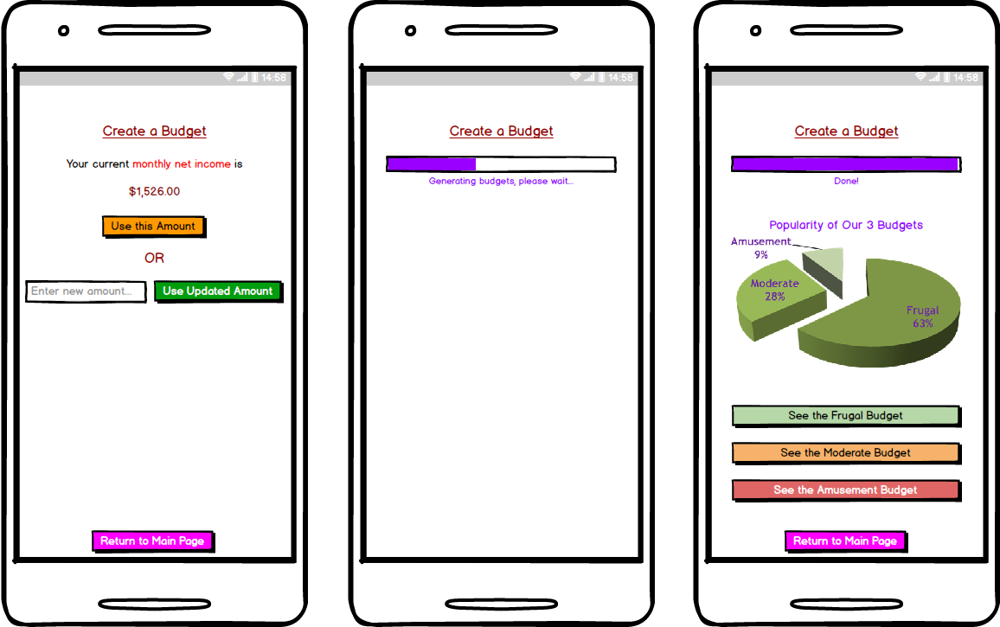 14:58
Create a Budget
Your current monthly net income is
$1,526.00
Use this Amount
OR
Enter new amount...
Use Updated Amount
Return to Main Page
14:58
Create a Budget
Generating budgets, please wait...
14:58
Create a Budget
Done!
Popularity of Our 3 Budgets
Amusement
9%
Moderate
28%
Frugal
63%
See the Frugal Budget
See the Moderate Budget
See the Amusement Budget
Return to Main Page